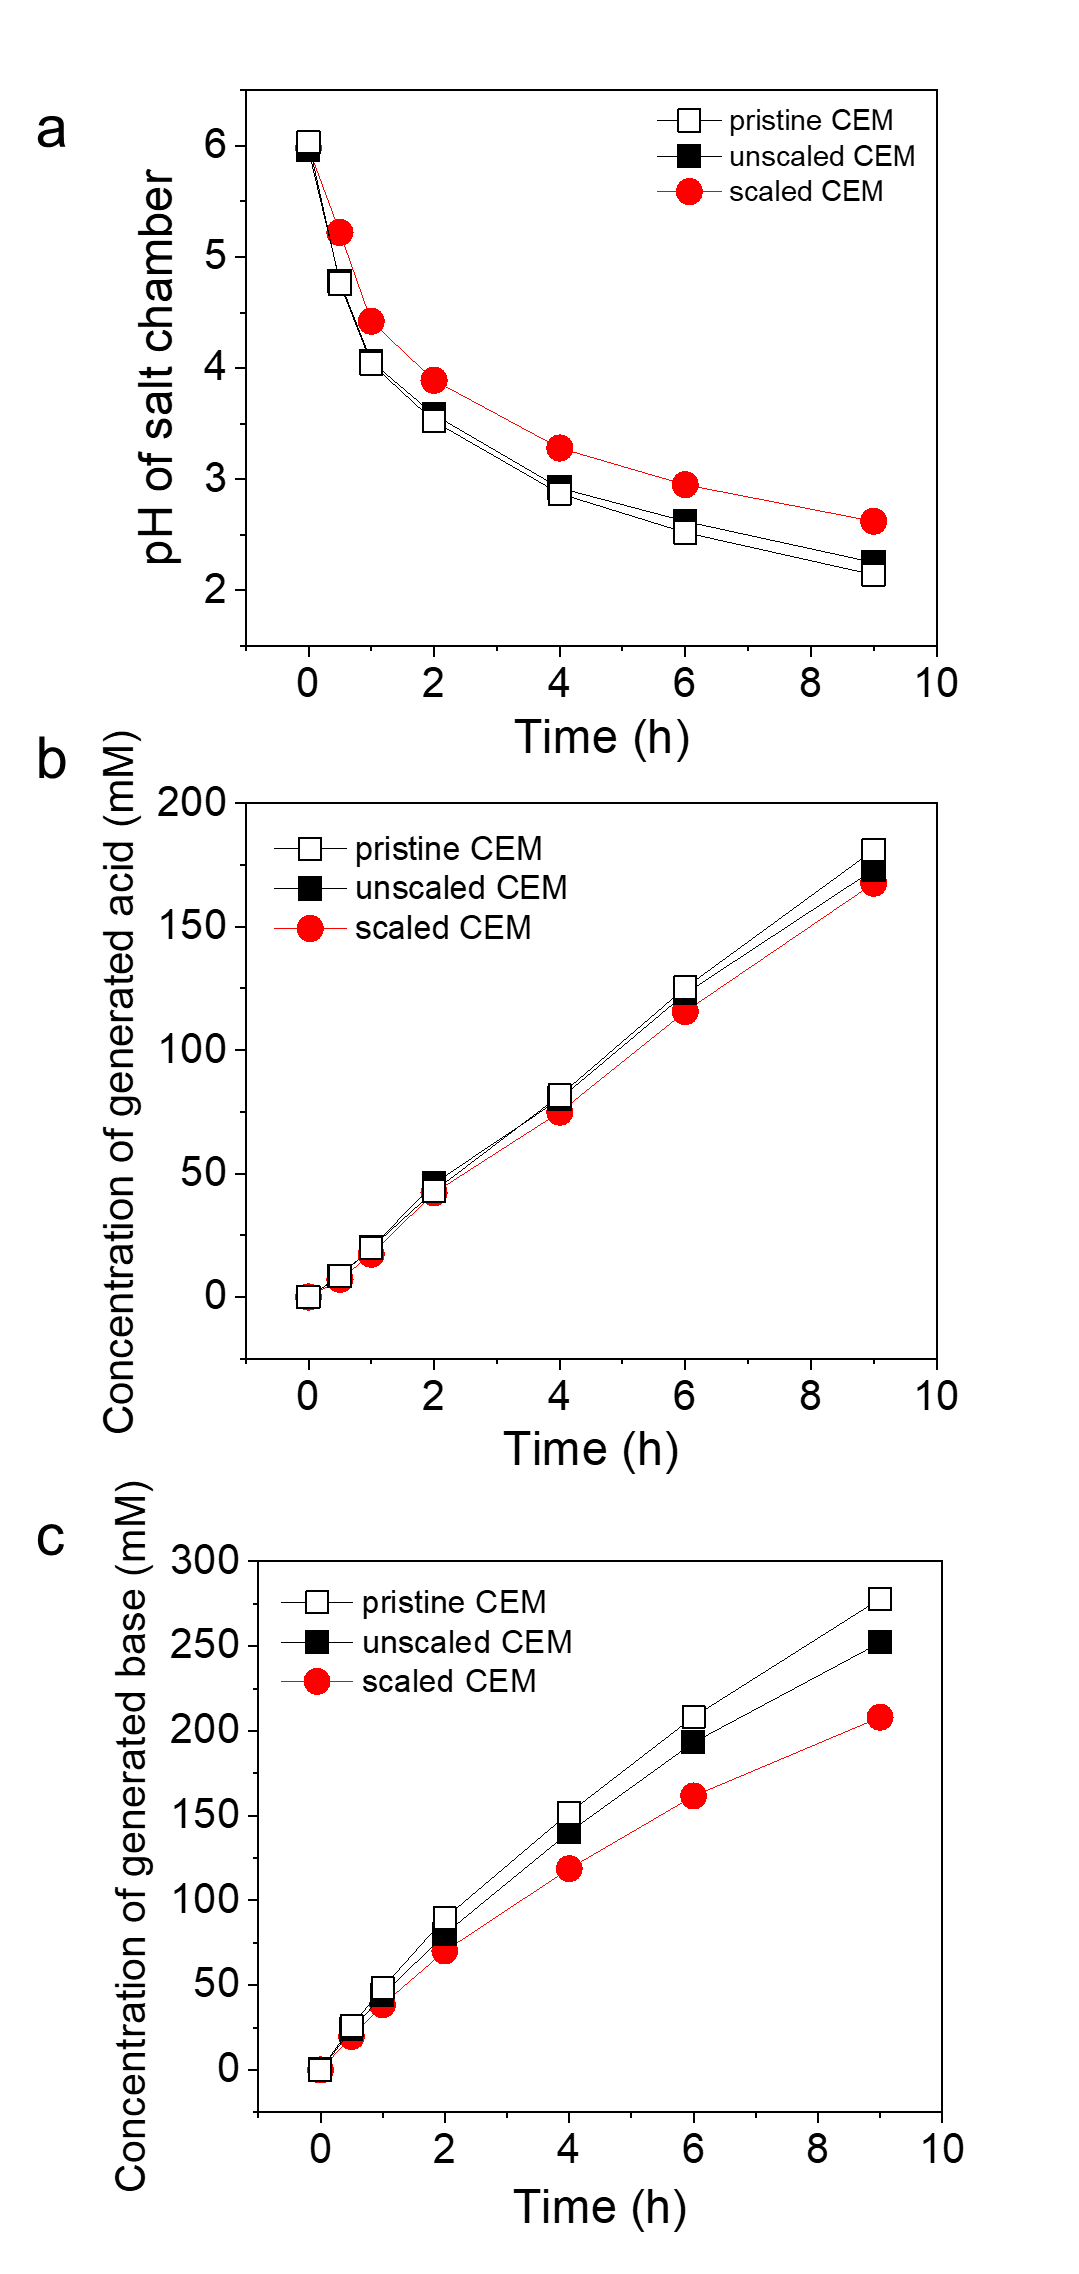 a
pH of salt chamber
6
5
4
3
2
pristine CEM
unscaled CEM
scaled CEM
0 2 4 6 8 10
Time (h)
b
Concentration of generated acid (mM)
200
150
100
50
0
pristine CEM
unscaled CEM
scaled CEM
0 2 4 6 8 10
Time (h)
c
Concentration of generated base (mM)
300
250
200
150
100
50
0
pristine CEM
unscaled CEM
scaled CEM
0 2 4 6 8 10
Time (h)